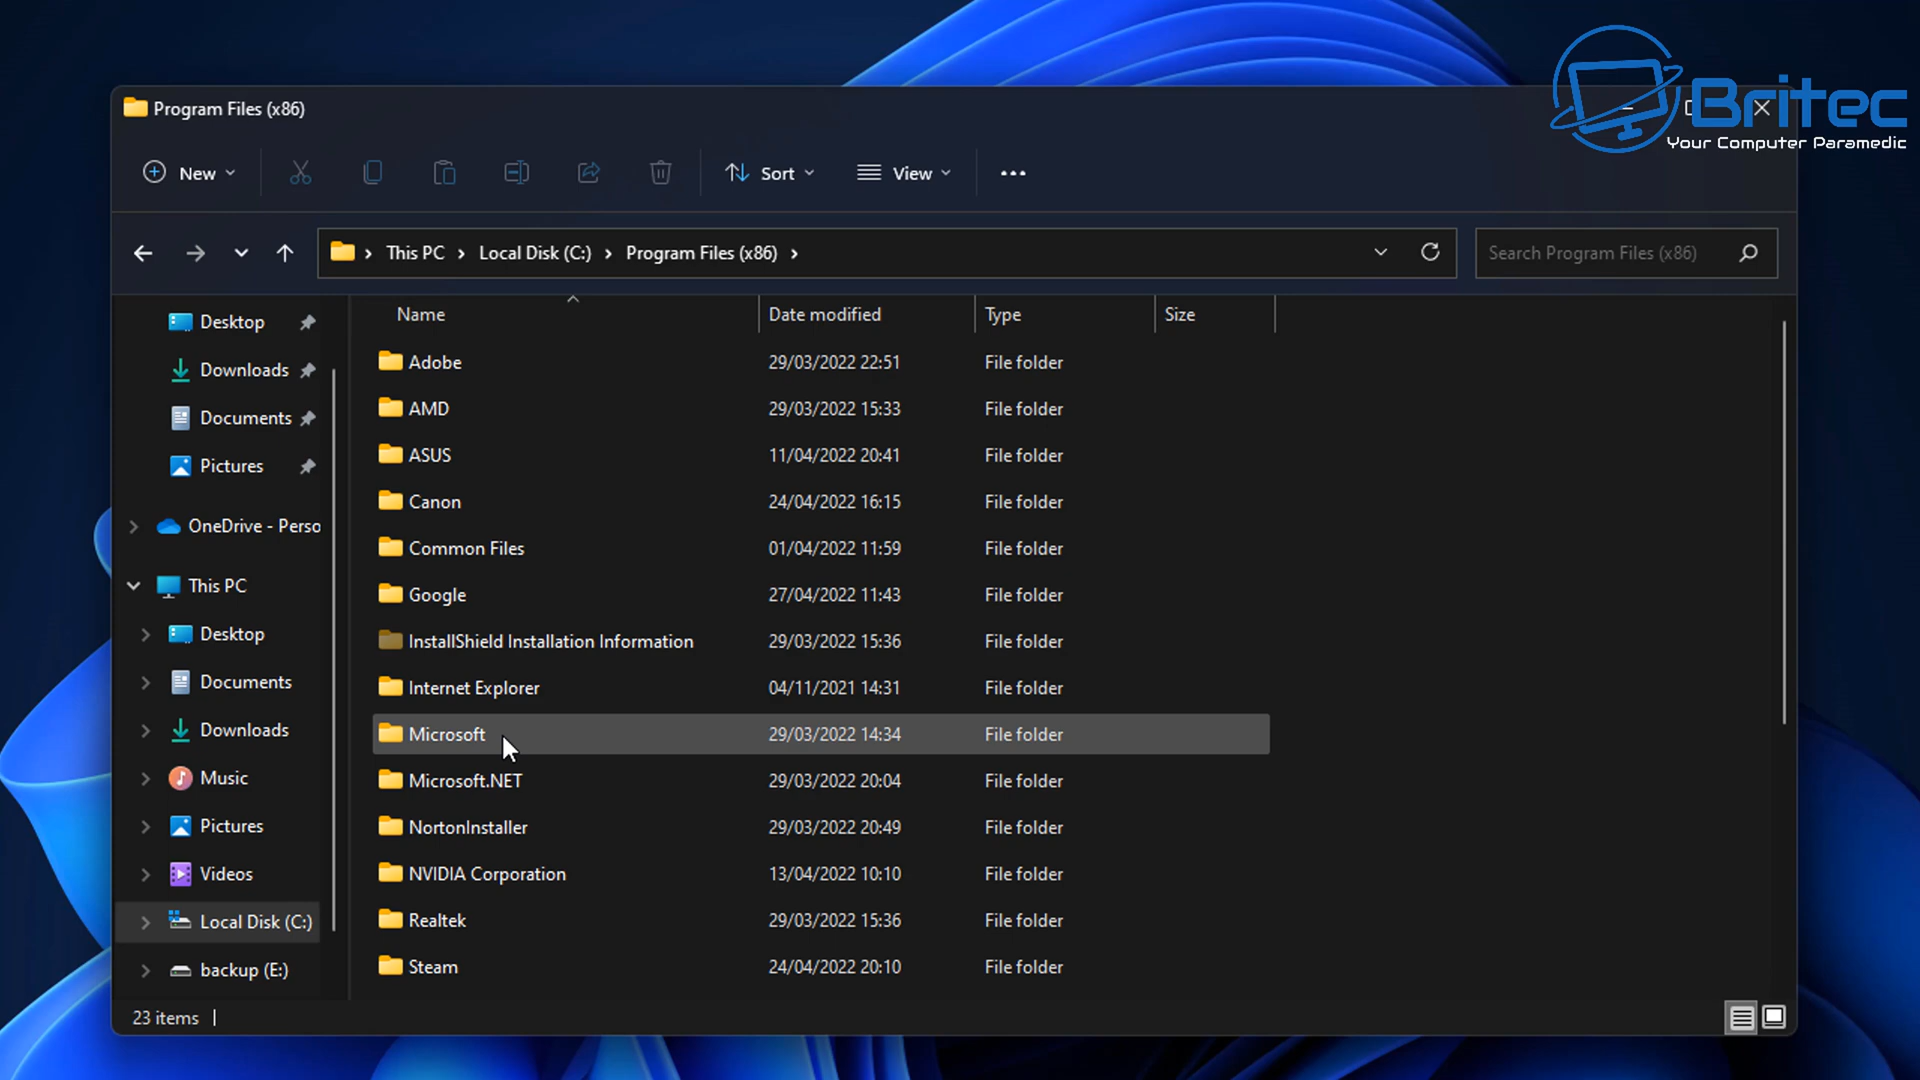 Program Files (x86)
Britec
Your Computer Paramedic
New
Sort
View
This PC
Local Disk (C:)
Program Files (x86)
Search Program Files (x86)
Desktop
Downloads
Documents
Pictures
OneDrive - Perso
This PC
Desktop
Documents
Downloads
Music
Pictures
Videos
Local Disk (C:)
backup (E:)
Name Date modified Type Size
Adobe 29/03/2022 22:51 File folder
AMD 29/03/2022 15:33 File folder
ASUS 11/04/2022 20:41 File folder
Canon 24/04/2022 16:15 File folder
Common Files 01/04/2022 11:59 File folder
Google 27/04/2022 11:43 File folder
InstallShield Installation Information 29/03/2022 15:36 File folder
Internet Explorer 04/11/2021 14:31 File folder
Microsoft 29/03/2022 14:34 File folder
Microsoft.NET 29/03/2022 20:04 File folder
NortonInstaller 29/03/2022 20:49 File folder
NVIDIA Corporation 13/04/2022 10:10 File folder
Realtek 29/03/2022 15:36 File folder
Steam 24/04/2022 20:10 File folder
23 items